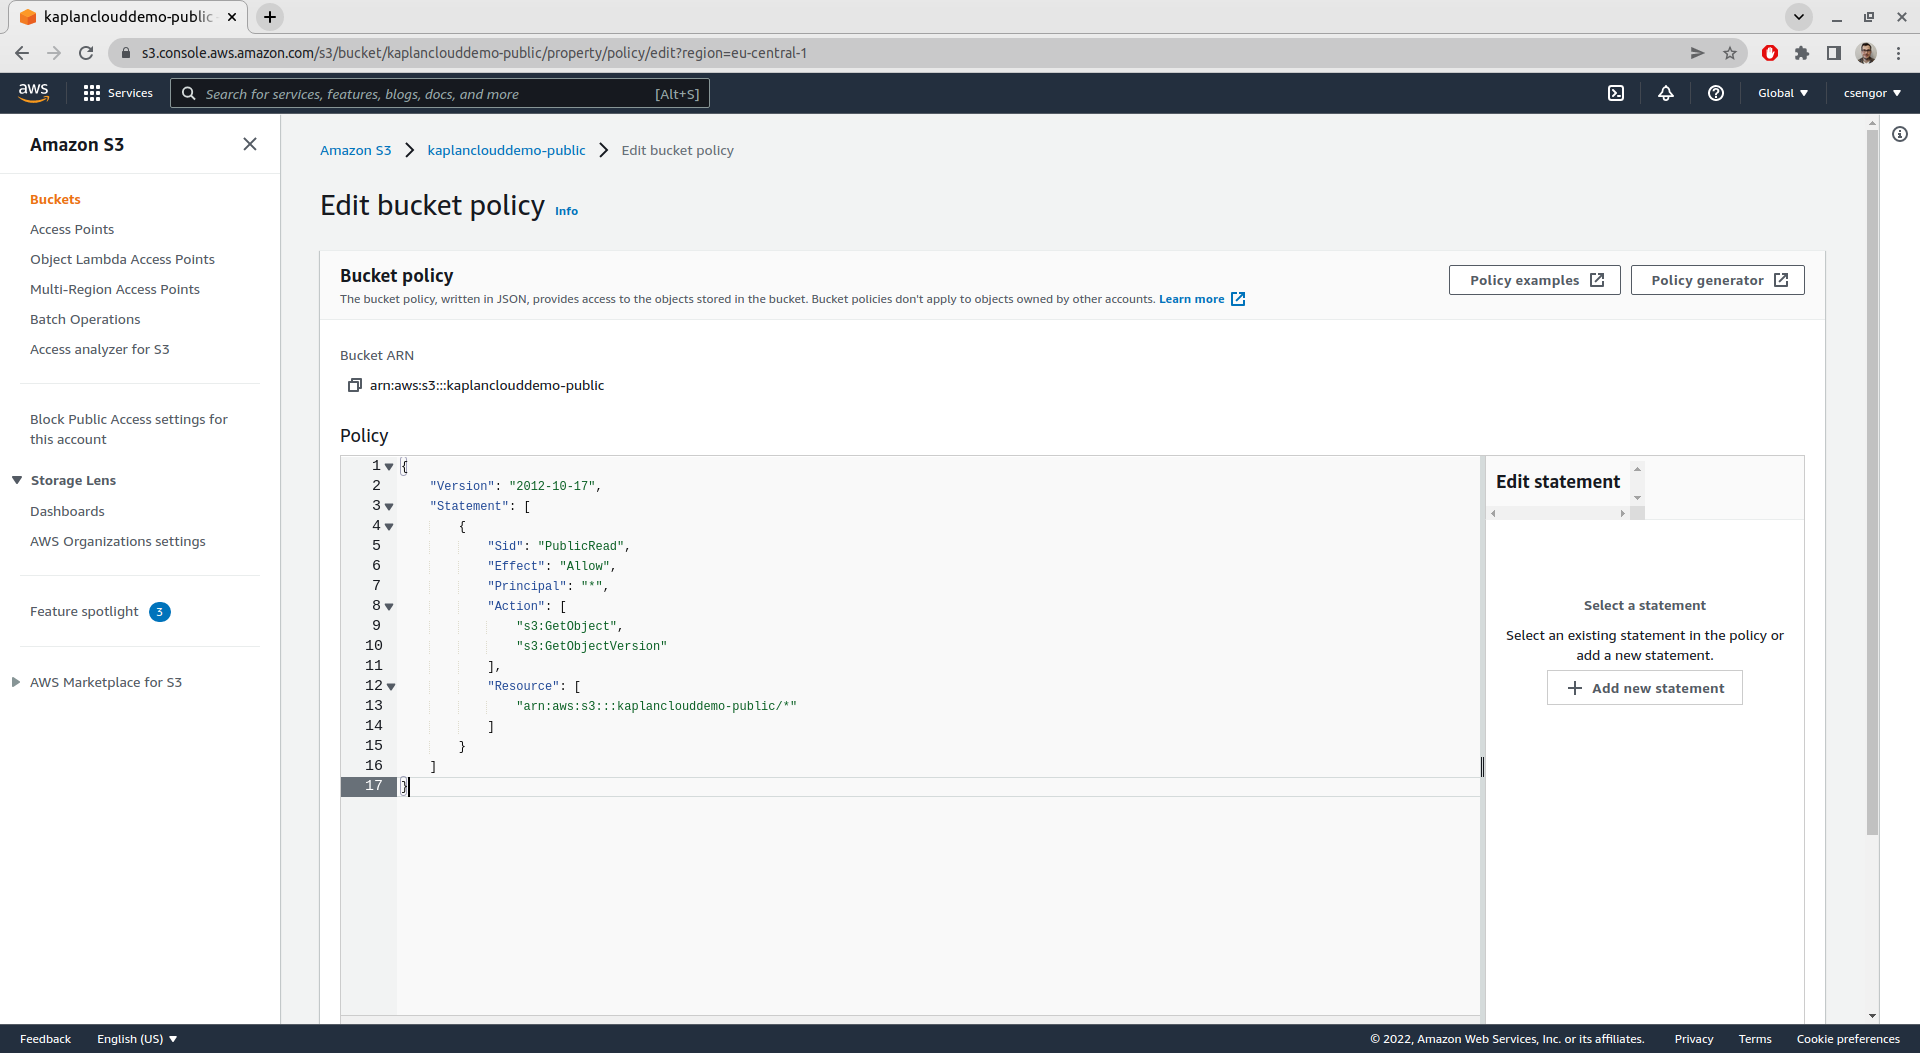 kaplanclouddemo-public
s3.console.aws.amazon.com/s3/bucket/kaplanclouddemo-public/property/policy/edit?region=eu-central-1
aws
Services
Search for services, features, blogs, docs, and more [Alt+S]
Global
csengor
Amazon S3
Buckets
Access Points
Object Lambda Access Points
Multi-Region Access Points
Batch Operations
Access analyzer for S3
Block Public Access settings for
this account
Storage Lens
Dashboards
AWS Organizations settings
Feature spotlight 3
AWS Marketplace for S3
Amazon S3 > kaplanclouddemo-public > Edit bucket policy
Edit bucket policy Info
Bucket policy
The bucket policy, written in JSON, provides access to the objects stored in the bucket. Bucket policies don't apply to objects owned by other accounts. Learn more
Policy examples
Policy generator
Bucket ARN
arn:aws:s3:::kaplanclouddemo-public
Policy
1 {
2 "Version": "2012-10-17",
3 "Statement": [
4 {
5 "Sid": "PublicRead",
6 "Effect": "Allow",
7 "Principal": "*",
8 "Action": [
9 "s3:GetObject",
10 "s3:GetObjectVersion"
11 ],
12 "Resource": [
13 "arn:aws:s3:::kaplanclouddemo-public/*"
14 ]
15 }
16 ]
17 }
Edit statement
Select a statement
Select an existing statement in the policy or
add a new statement.
+ Add new statement
Feedback
English (US)
© 2022, Amazon Web Services, Inc. or its affiliates.
Privacy
Terms
Cookie preferences